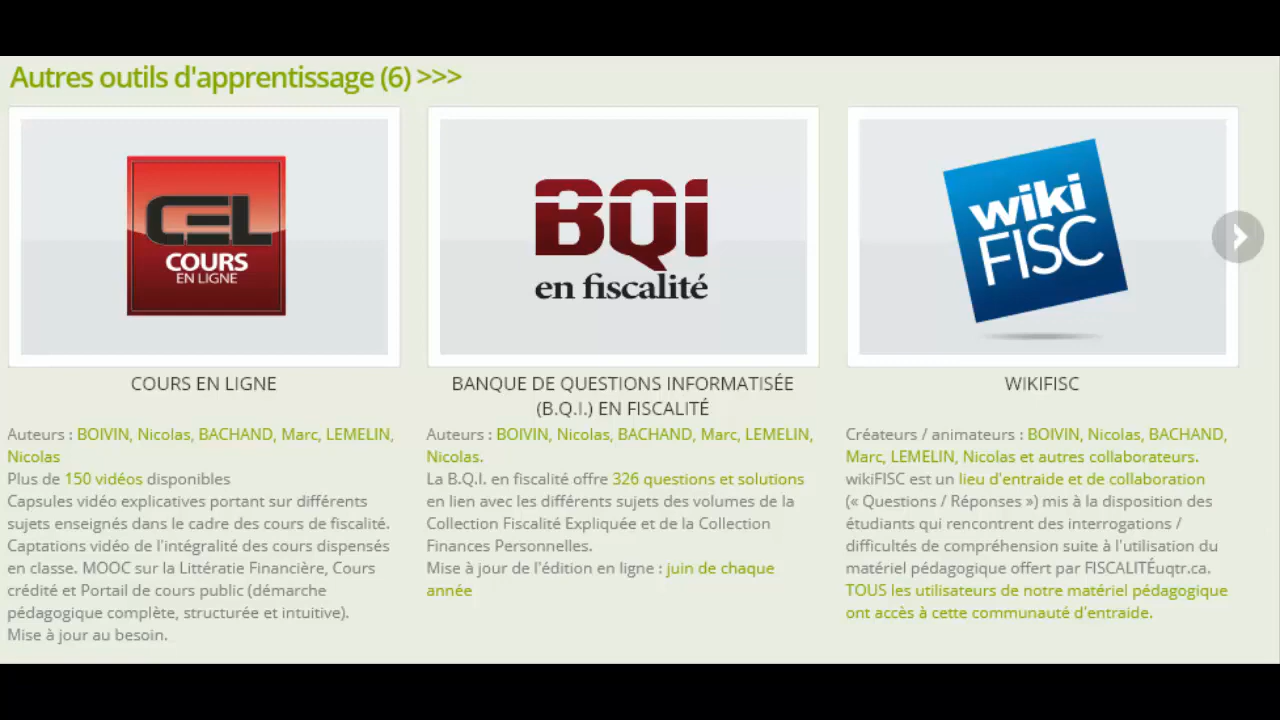 Autres outils d'apprentissage (6) >>>
CEL
COURS
EN LIGNE
COURS EN LIGNE
Auteurs : BOIVIN, Nicolas, BACHAND, Marc, LEMELIN,
Nicolas
Plus de 150 vidéos disponibles
Capsules vidéo explicatives portant sur différents
sujets enseignés dans le cadre des cours de fiscalité.
Captations vidéo de l'intégralité des cours dispensés
en classe. MOOC sur la Littératie Financière, Cours
crédité et Portail de cours public (démarche
pédagogique complète, structurée et intuitive).
Mise à jour au besoin.
BQI
en fiscalité
BANQUE DE QUESTIONS INFORMATISÉE
(B.Q.I.) EN FISCALITÉ
Auteurs : BOIVIN, Nicolas, BACHAND, Marc, LEMELIN,
Nicolas.
La B.Q.I. en fiscalité offre 326 questions et solutions
en lien avec les différents sujets des volumes de la
Collection Fiscalité Expliquée et de la Collection
Finances Personnelles.
Mise à jour de l'édition en ligne : juin de chaque
année
wiki
FISC
WIKIFISC
Créateurs / animateurs : BOIVIN, Nicolas, BACHAND,
Marc, LEMELIN, Nicolas et autres collaborateurs.
wikiFISC est un lieu d'entraide et de collaboration
(« Questions / Réponses ») mis à la disposition des
étudiants qui rencontrent des interrogations /
difficultés de compréhension suite à l'utilisation du
matériel pédagogique offert par FISCALITÉuqtr.ca.
TOUS les utilisateurs de notre matériel pédagogique
ont accès à cette communauté d'entraide.